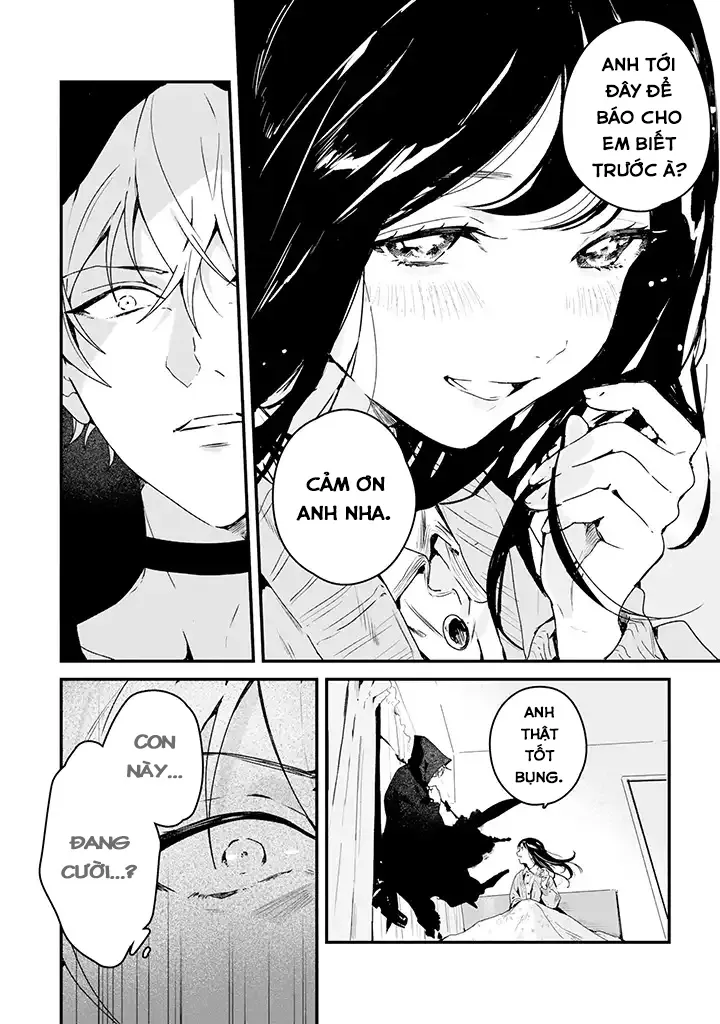 ANH TỚI
ĐÂY ĐỂ
BÁO CHO
EM BIẾT
TRƯỚC À?
CẢM ƠN
ANH NHA.
ANH
THẬT
TỐT
BỤNG.
CON
NÀY...
ĐANG
CƯỜI...?